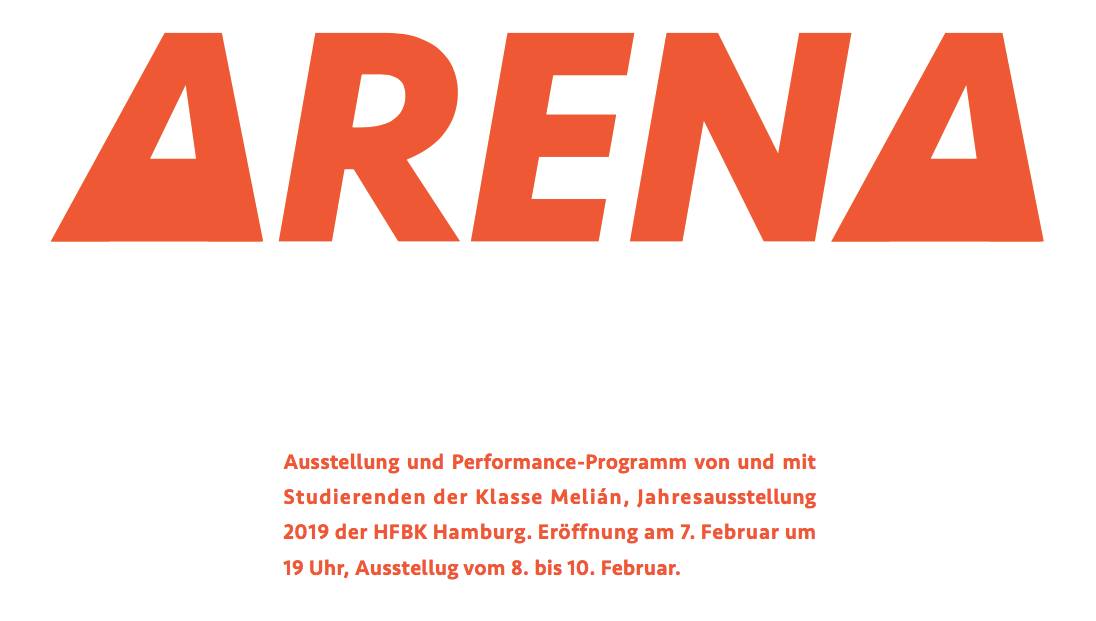 ARENA
Ausstellung und Performance-Programm von und mit
Studierenden der Klasse Melián, Jahresausstellung
2019 der HFBK Hamburg. Eröffnung am 7. Februar um
19 Uhr, Ausstellug vom 8. bis 10. Februar.